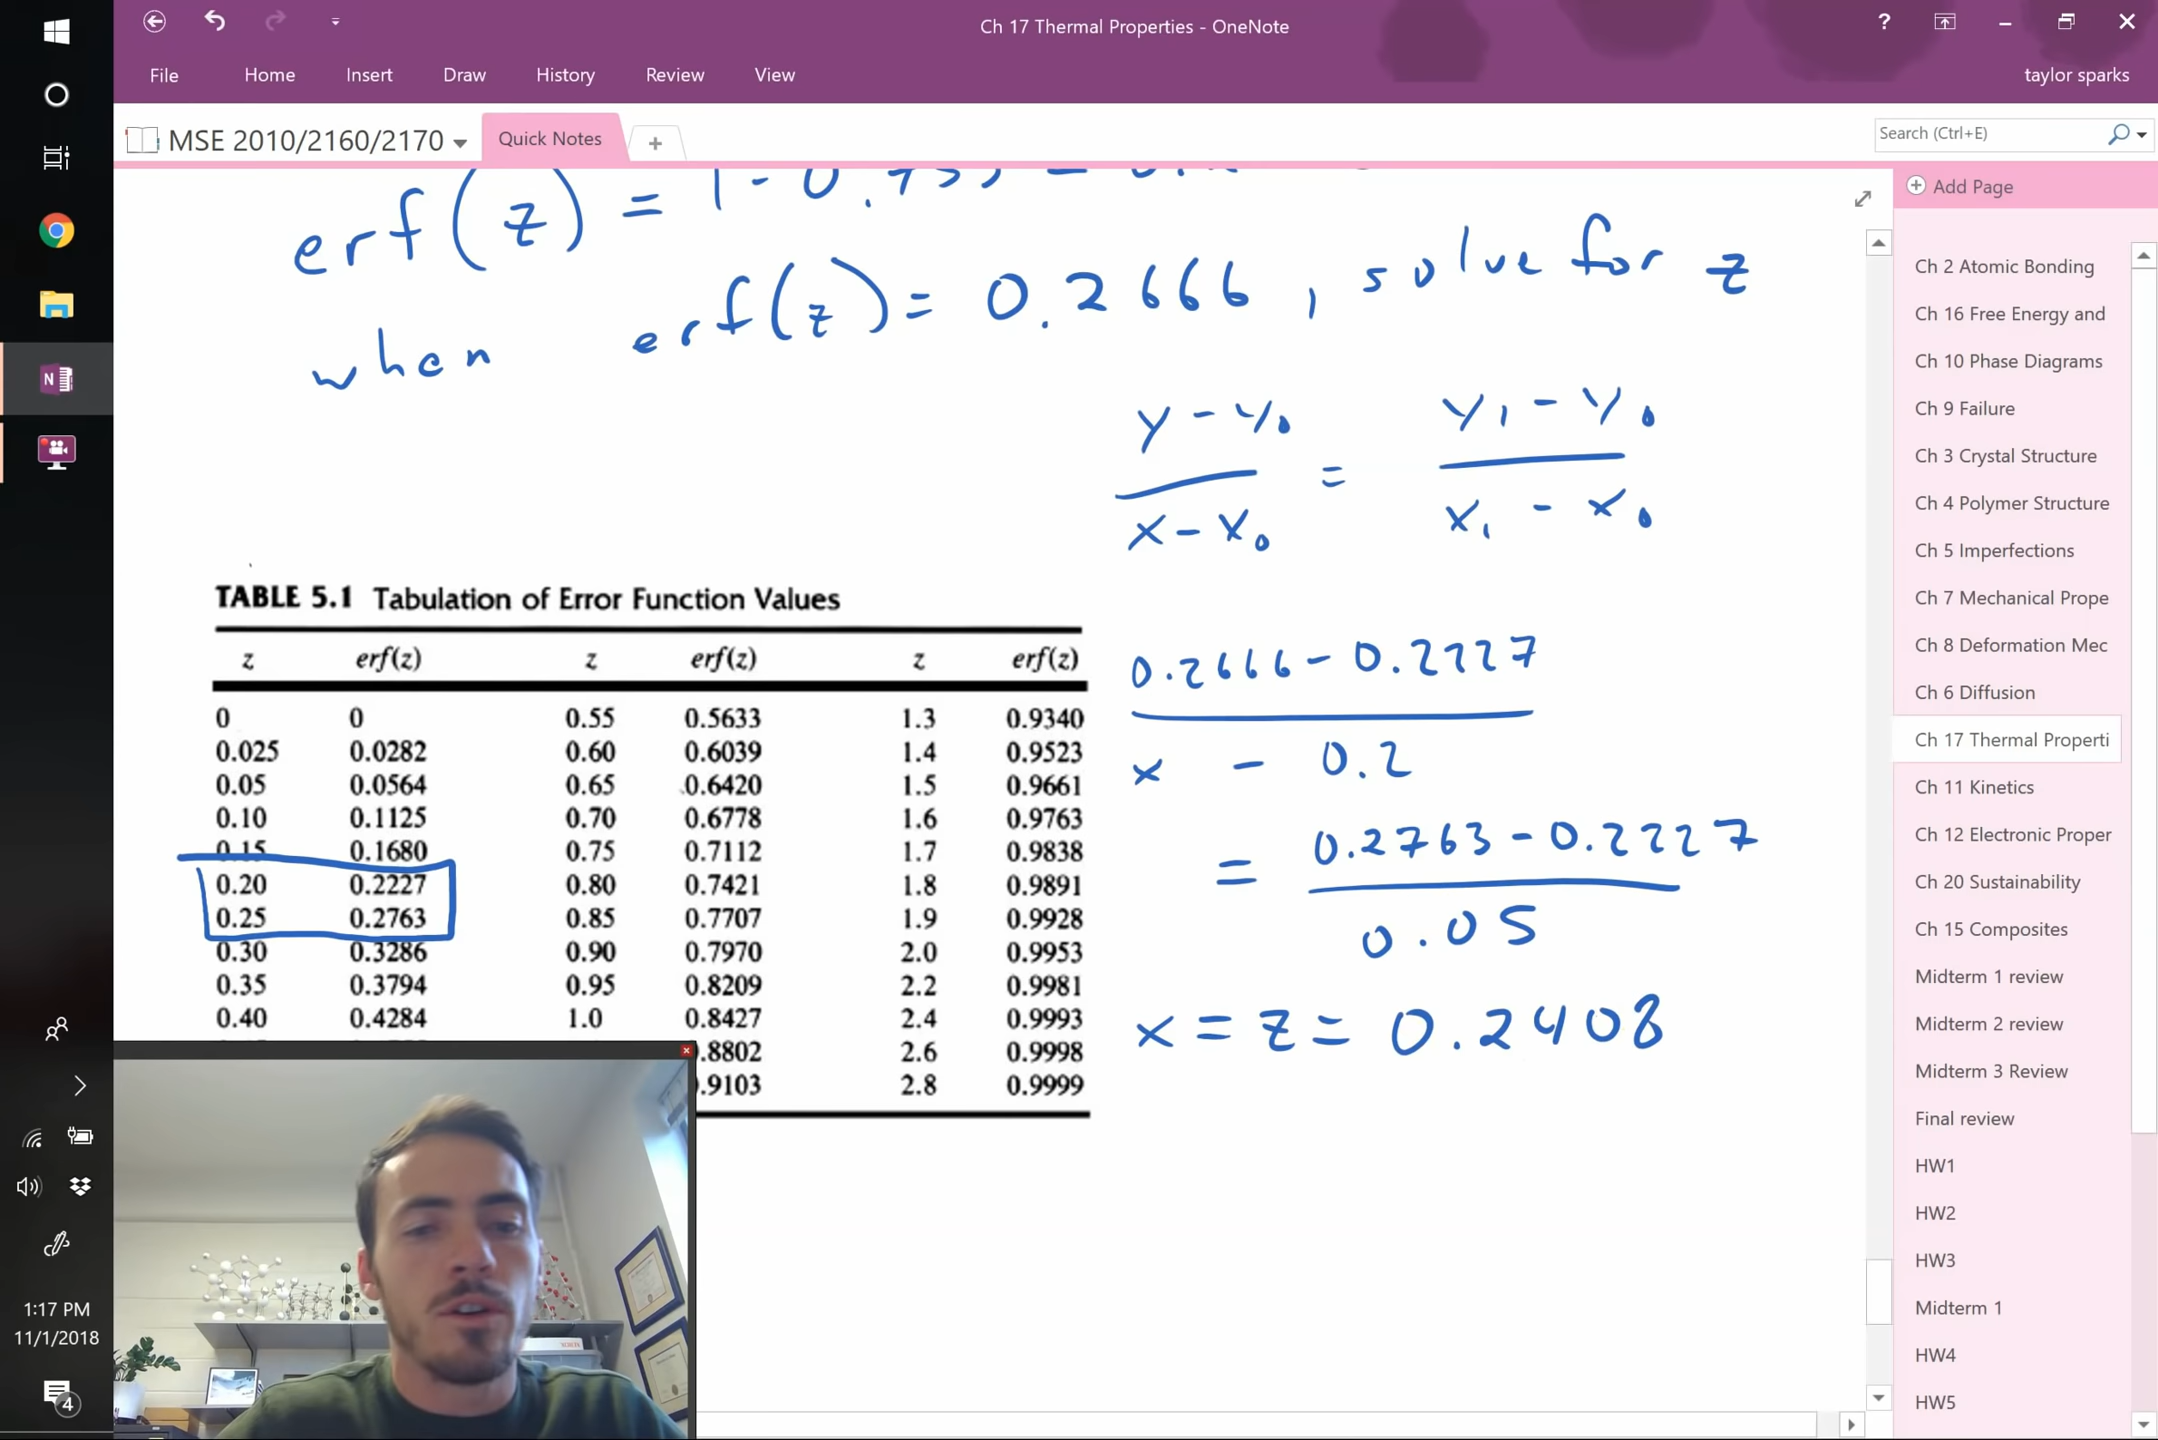 Ch 17 Thermal Properties - OneNote
?
File Home Insert Draw History Review View
taylor sparks
MSE 2010/2160/2170
Quick Notes
+
Search (Ctrl+E)
erf(z) =
when erf(z) = 0.2666, solve for z
y - y0 = y1 - y0
x - x0 x1 - x0
TABLE 5.1 Tabulation of Error Function Values
z erf(z) z erf(z) z erf(z)
0 0 0.55 0.5633 1.3 0.9340
0.025 0.0282 0.60 0.6039 1.4 0.9523
0.05 0.0564 0.65 0.6420 1.5 0.9661
0.10 0.1125 0.70 0.6778 1.6 0.9763
0.15 0.1680 0.75 0.7112 1.7 0.9838
0.20 0.2227 0.80 0.7421 1.8 0.9891
0.25 0.2763 0.85 0.7707 1.9 0.9928
0.30 0.3286 0.90 0.7970 2.0 0.9953
0.35 0.3794 0.95 0.8209 2.2 0.9981
0.40 0.4284 1.0 0.8427 2.4 0.9993
.8802 2.6 0.9998
.9103 2.8 0.9999
0.2666 - 0.2227
x - 0.2
= 0.2763 - 0.2227
0.05
x = z = 0.2408
Add Page
Ch 2 Atomic Bonding
Ch 16 Free Energy and
Ch 10 Phase Diagrams
Ch 9 Failure
Ch 3 Crystal Structure
Ch 4 Polymer Structure
Ch 5 Imperfections
Ch 7 Mechanical Prope
Ch 8 Deformation Mec
Ch 6 Diffusion
Ch 17 Thermal Properti
Ch 11 Kinetics
Ch 12 Electronic Proper
Ch 20 Sustainability
Ch 15 Composites
Midterm 1 review
Midterm 2 review
Midterm 3 Review
Final review
HW1
HW2
HW3
Midterm 1
HW4
HW5
N
1:17 PM
11/1/2018
4